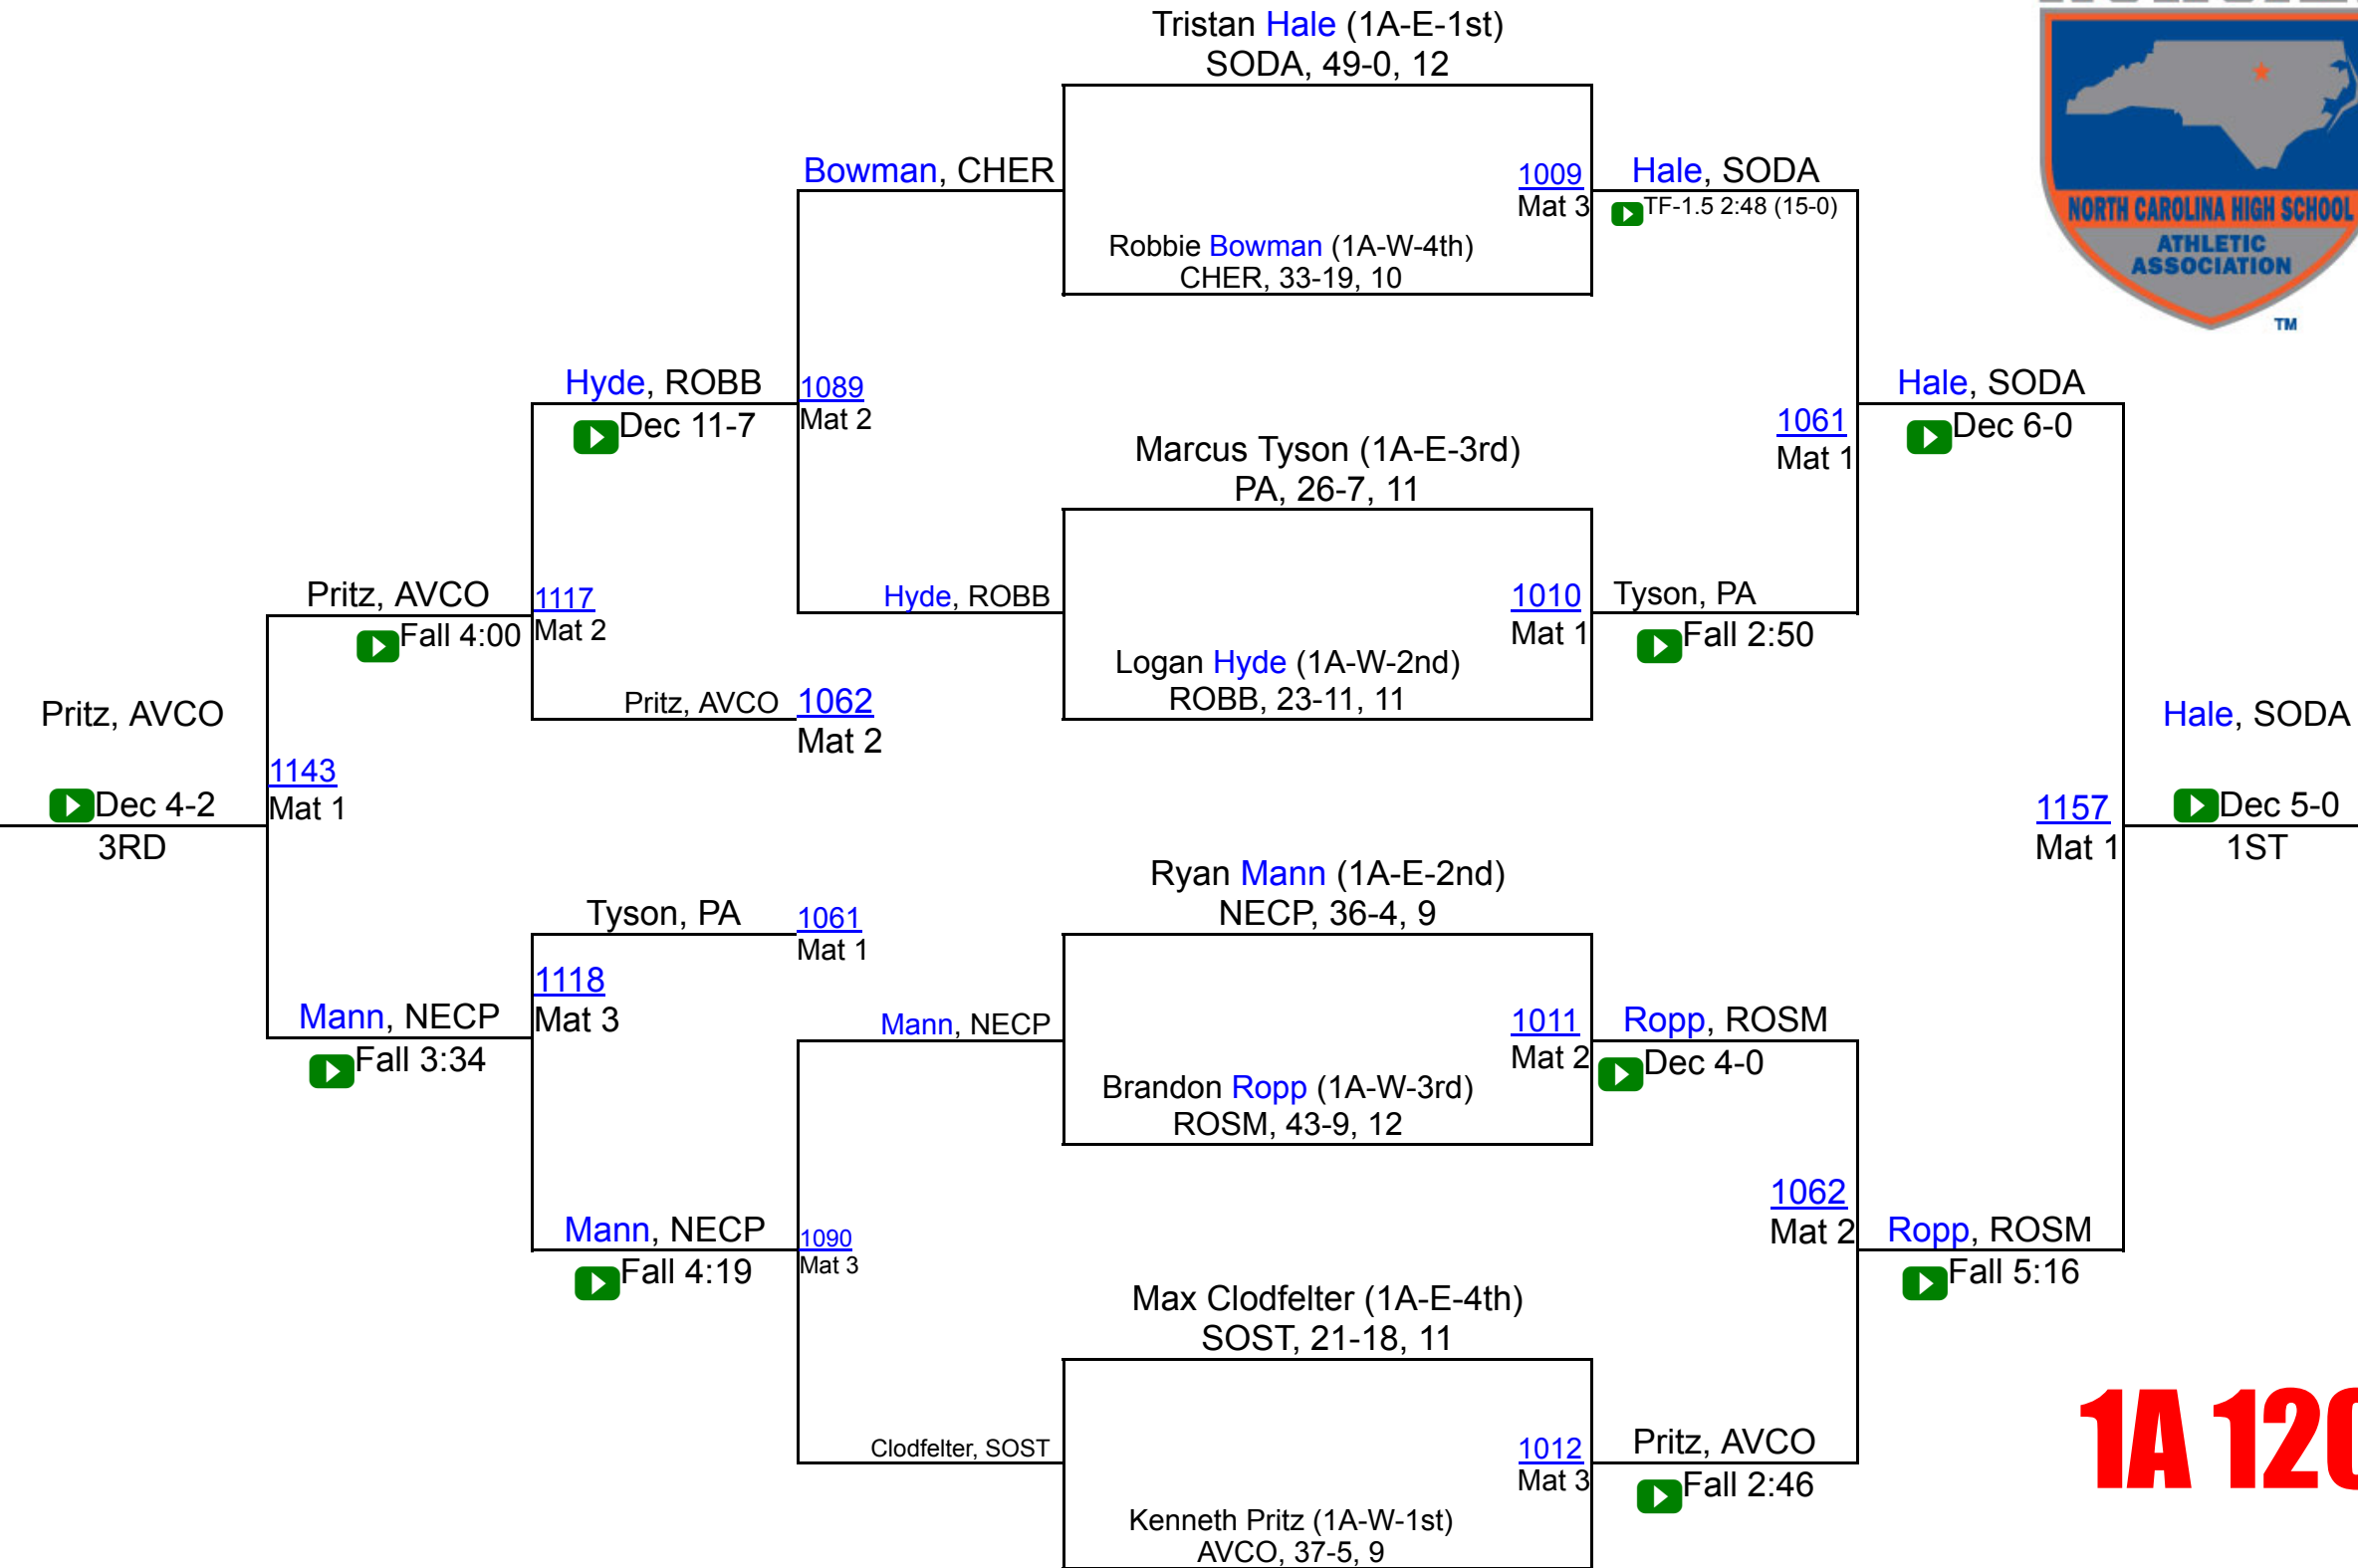 Tristan Hale (1A-E-1st)
SODA, 49-0, 12
Bowman, CHER
1009
Mat 3
Hale, SODA
TF-1.5 2:48 (15-0)
Robbie Bowman (1A-W-4th)
CHER, 33-19, 10
NORTH CAROLINA HIGH SCHOOL
ATHLETIC
ASSOCIATION
TM
Hyde, ROBB
Dec 11-7
1089
Mat 2
Marcus Tyson (1A-E-3rd)
PA, 26-7, 11
1061
Mat 1
Hale, SODA
Dec 6-0
Pritz, AVCO
Fall 4:00
1117
Mat 2
Hyde, ROBB
1010
Mat 1
Tyson, PA
Fall 2:50
Logan Hyde (1A-W-2nd)
ROBB, 23-11, 11
Pritz, AVCO
1062
Mat 2
Pritz, AVCO
Dec 4-2
3RD
1143
Mat 1
Hale, SODA
Dec 5-0
1ST
1157
Mat 1
Ryan Mann (1A-E-2nd)
NECP, 36-4, 9
Tyson, PA
1061
Mat 1
1118
Mat 3
Mann, NECP
Fall 3:34
Mann, NECP
1011
Mat 2
Ropp, ROSM
Dec 4-0
Brandon Ropp (1A-W-3rd)
ROSM, 43-9, 12
Mann, NECP
Fall 4:19
1090
Mat 3
1062
Mat 2
Ropp, ROSM
Fall 5:16
Max Clodfelter (1A-E-4th)
SOST, 21-18, 11
Clodfelter, SOST
1012
Mat 3
Pritz, AVCO
Fall 2:46
Kenneth Pritz (1A-W-1st)
AVCO, 37-5, 9
1A 120